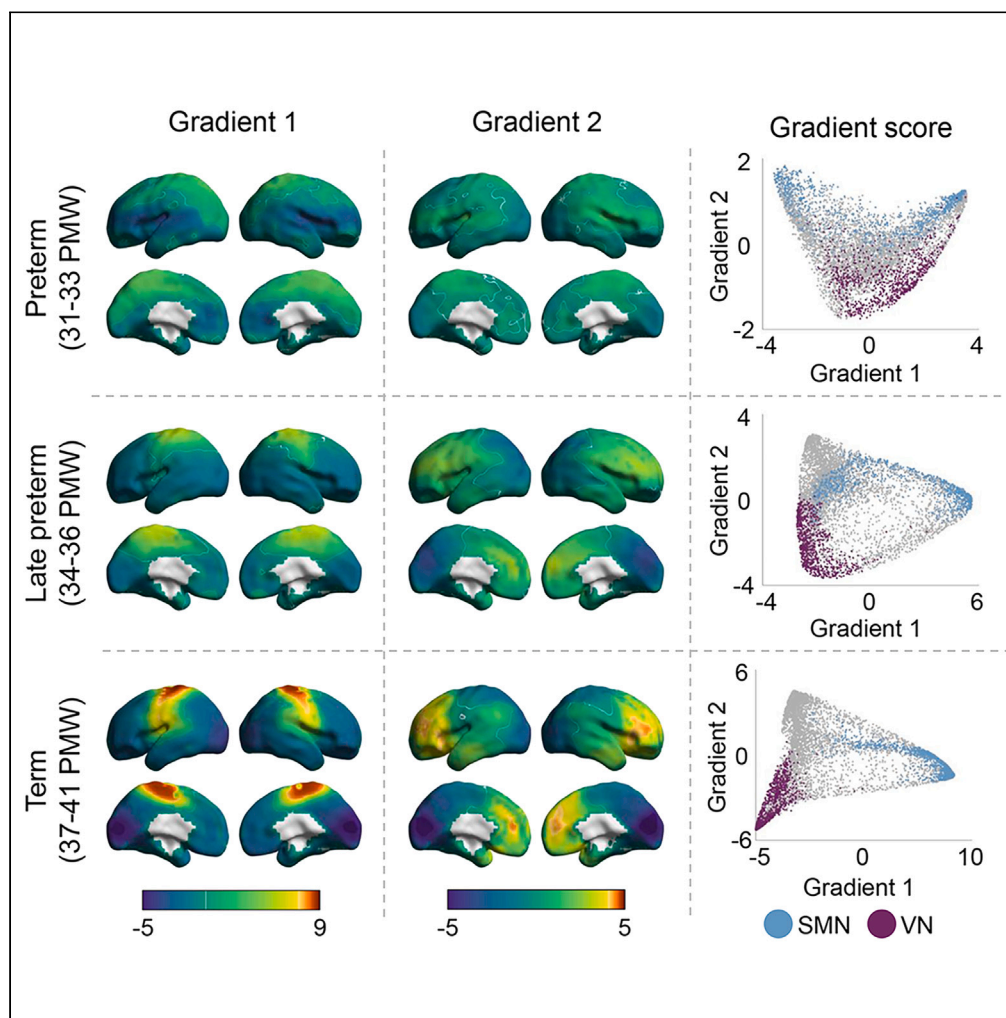 Gradient 1
Gradient 2
Gradient score
Preterm
(31-33 PMW)
2
0
-2
Gradient 2
-4
0
4
Gradient 1
Late preterm
(34-36 PMW)
4
0
-4
Gradient 2
-4
0
6
Gradient 1
Term
(37-41 PMW)
6
0
-6
Gradient 2
-5
0
10
Gradient 1
-5
9
-5
5
SMN
VN